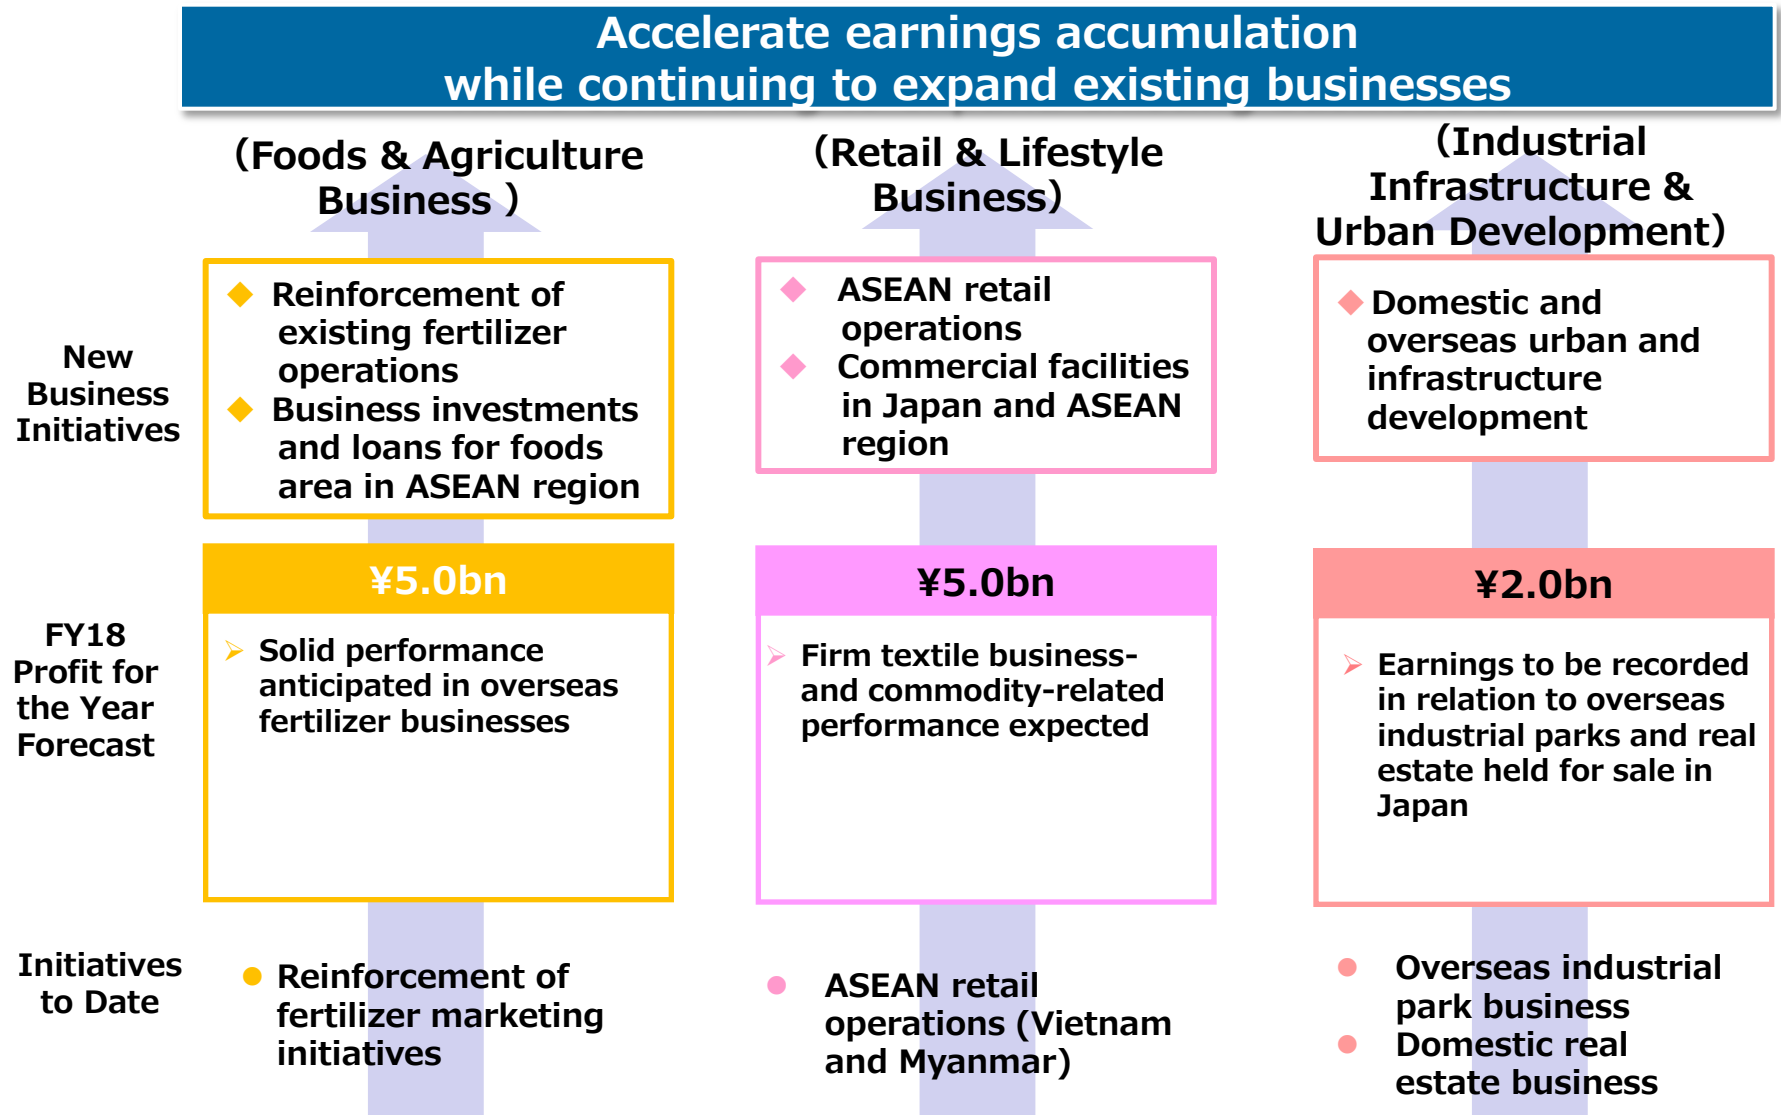 Accelerate earnings accumulation
while continuing to expand existing businesses
（Foods & Agriculture
Business ）
（Retail & Lifestyle
Business）
（Industrial
Infrastructure &
Urban Development）
New
Business
Initiatives
◆ Reinforcement of
existing fertilizer
operations
◆ Business investments
and loans for foods
area in ASEAN region
◆ ASEAN retail
operations
◆ Commercial facilities
in Japan and ASEAN
region
◆ Domestic and
overseas urban and
infrastructure
development
FY18
Profit for
the Year
Forecast
¥5.0bn
➢ Solid performance
anticipated in overseas
fertilizer businesses
¥5.0bn
➢ Firm textile business-
and commodity-related
performance expected
¥2.0bn
➢ Earnings to be recorded
in relation to overseas
industrial parks and real
estate held for sale in
Japan
Initiatives
to Date
● Reinforcement of
fertilizer marketing
initiatives
● ASEAN retail
operations (Vietnam
and Myanmar)
● Overseas industrial
park business
● Domestic real
estate business